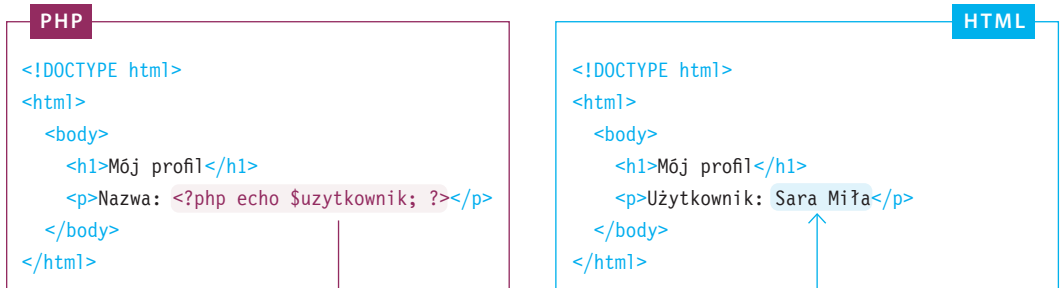 PHP
<!DOCTYPE html>
<html>
<body>
<h1>Mój profil</h1>
<p>Nazwa: <?php echo $uzytkownik; ?></p>
</body>
</html>
HTML
<!DOCTYPE html>
<html>
<body>
<h1>Mój profil</h1>
<p>Użytkownik: Sara Miła</p>
</body>
</html>